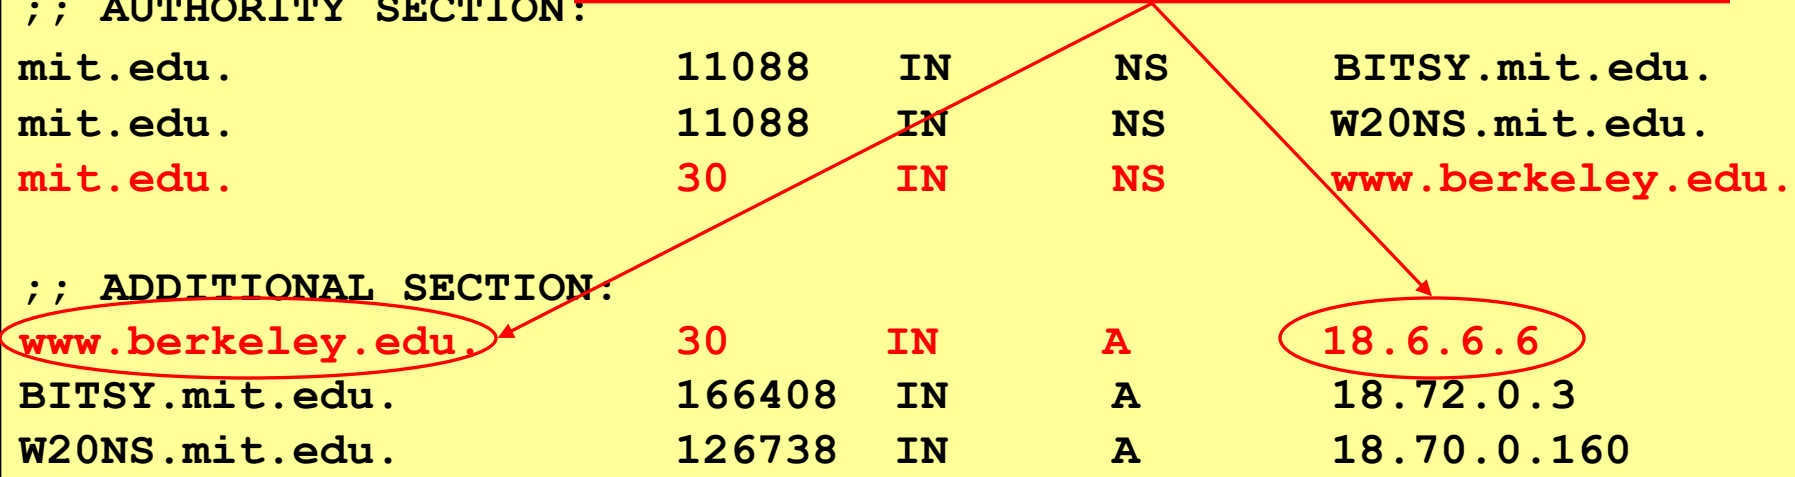 ;; AUTHORITY SECTION:
mit.edu. 11088 IN NS BITSY.mit.edu.
mit.edu. 11088 IN NS W20NS.mit.edu.
mit.edu. 30 IN NS www.berkeley.edu.
;; ADDITIONAL SECTION:
www.berkeley.edu. 30 IN A 18.6.6.6
BITSY.mit.edu. 166408 IN A 18.72.0.3
W20NS.mit.edu. 126738 IN A 18.70.0.160